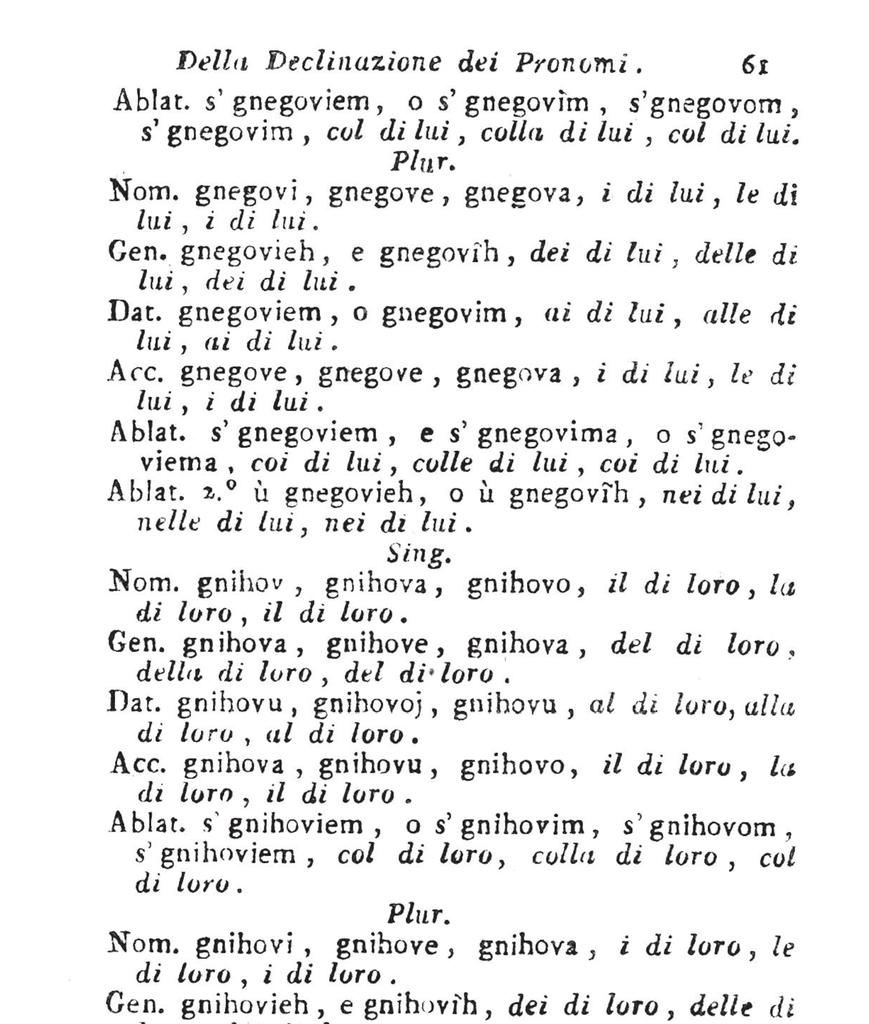 Della Declinazione dei Pronomi. 61
Ablat. s' gnegoviem, o s' gnegovìm, s'gnegovom,
s' gnegovim, col di lui, colla di lui, col di lui.
Plur.
Nom. gnegovi, gnegove, gnegova, i di lui, le di
lui, i di lui.
Gen. gnegovieh, e gnegovîh, dei di lui, delle di
lui, dei di lui.
Dat. gnegoviem, o gnegovim, ai di lui, alle di
lui, ai di lui.
Acc. gnegove, gnegove, gnegova, i di lui, le di
lui, i di lui.
Ablat. s' gnegoviem, e s' gnegovima, o s' gnego-
viema, coi di lui, colle di lui, coi di lui.
Ablat. 2.º ù gnegovieh, o ù gnegovîh, nei di lui,
nelle di lui, nei di lui.
Sing.
Nom. gnihov, gnihova, gnihovo, il di loro, la
di loro, il di loro.
Gen. gnihova, gnihove, gnihova, del di loro,
della di loro, del di loro.
Dat. gnihovu, gnihovoj, gnihovu, al di loro, alla
di loro, al di loro.
Acc. gnihova, gnihovu, gnihovo, il di loro, la
di loro, il di loro.
Ablat. s' gnihoviem, o s' gnihovim, s' gnihovom,
s' gnihoviem, col di loro, colla di loro, col
di loro.
Plur.
Nom. gnihovi, gnihove, gnihova, i di loro, le
di loro, i di loro.
Gen. gnihovieh, e gnihovîh, dei di loro, delle di